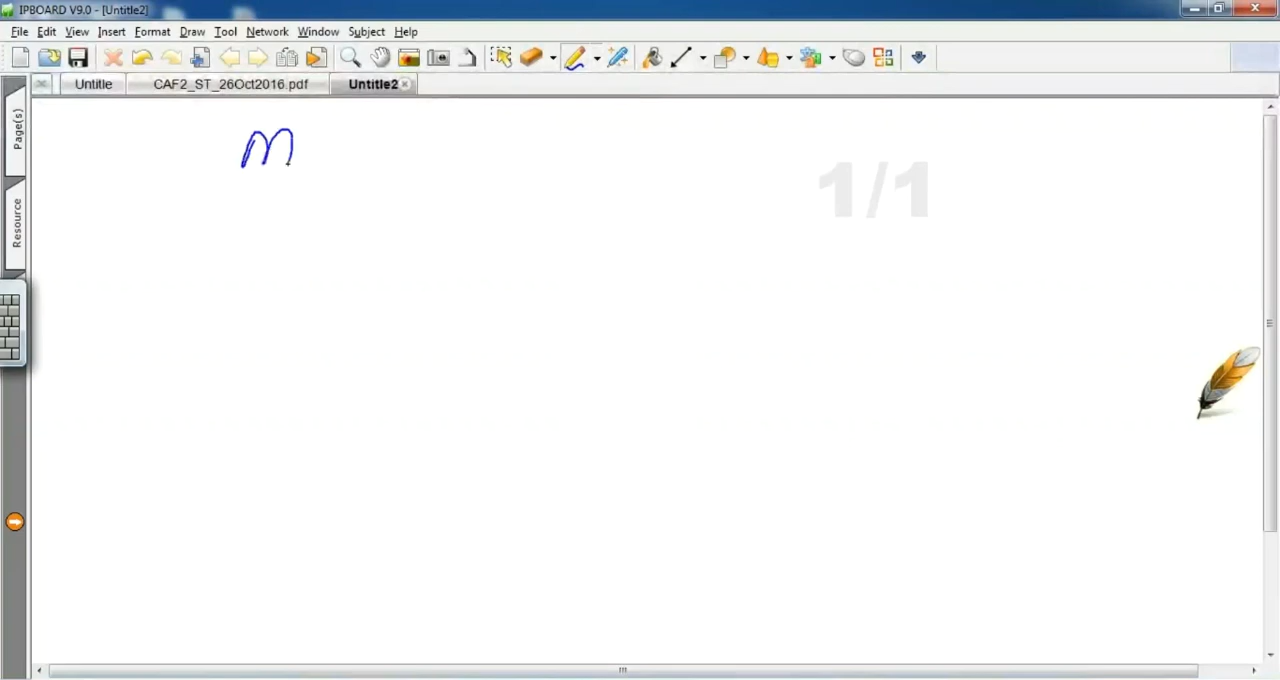 IPBOARD V9.0 - [Untitle2]
File Edit View Insert Format Draw Tool Network Window Subject Help
Untitle CAF2_ST_26Oct2016.pdf Untitle2
Page(s)
Resource
m
1/1